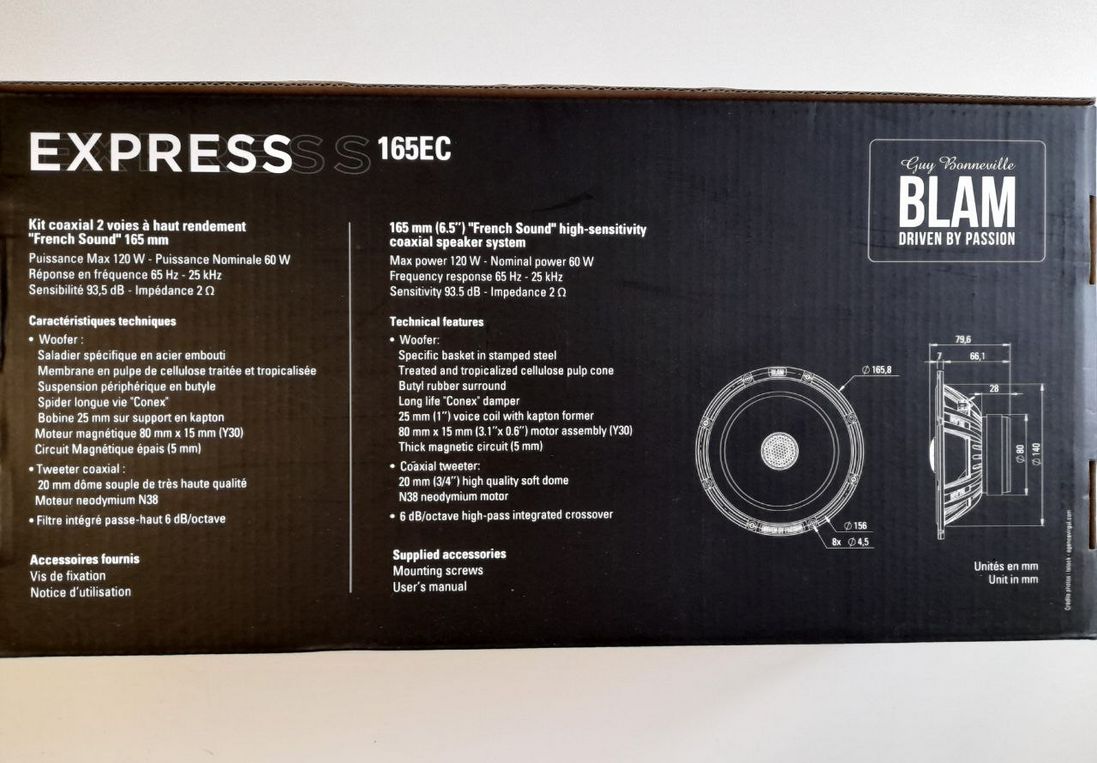 EXPRESS 165EC
Guy Bonneville
BLAM
DRIVEN BY PASSION
Kit coaxial 2 voies à haut rendement
"French Sound" 165 mm
Puissance Max 120 W - Puissance Nominale 60 W
Réponse en fréquence 65 Hz - 25 kHz
Sensibilité 93,5 dB - Impédance 2 Ω
Caractéristiques techniques
• Woofer :
Saladier spécifique en acier embouti
Membrane en pulpe de cellulose traitée et tropicalisée
Suspension périphérique en butyle
Spider longue vie "Conex"
Bobine 25 mm sur support en kapton
Moteur magnétique 80 mm x 15 mm (Y30)
Circuit Magnétique épais (5 mm)
• Tweeter coaxial :
20 mm dôme souple de très haute qualité
Moteur neodymium N38
• Filtre intégré passe-haut 6 dB/octave
Accessoires fournis
Vis de fixation
Notice d'utilisation
165 mm (6.5") "French Sound" high-sensitivity
coaxial speaker system
Max power 120 W - Nominal power 60 W
Frequency response 65 Hz - 25 kHz
Sensitivity 93.5 dB - Impedance 2 Ω
Technical features
• Woofer:
Specific basket in stamped steel
Treated and tropicalized cellulose pulp cone
Butyl rubber surround
Long life "Conex" damper
25 mm (1") voice coil with kapton former
80 mm x 15 mm (3.1"x 0.6") motor assembly (Y30)
Thick magnetic circuit (5 mm)
• Coaxial tweeter:
20 mm (3/4") high quality soft dome
N38 neodymium motor
• 6 dB/octave high-pass integrated crossover
Supplied accessories
Mounting screws
User's manual
BLAM
Ø 165,8
DRIVEN BY PASSION
Ø 156
8x Ø 4,5
79,6
7 66,1
28
Ø 80
Ø 140
Unités en mm
Unit in mm